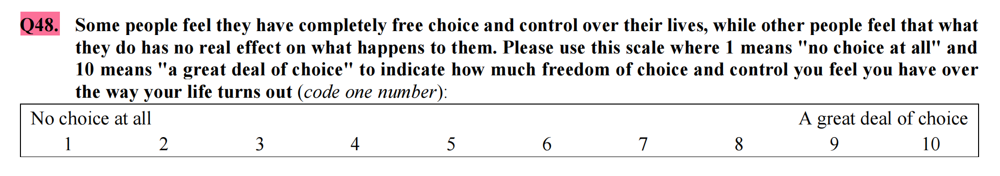 Q48. Some people feel they have completely free choice and control over their lives, while other people feel that what
they do has no real effect on what happens to them. Please use this scale where 1 means "no choice at all" and
10 means "a great deal of choice" to indicate how much freedom of choice and control you feel you have over
the way your life turns out (code one number):
No choice at all A great deal of choice
1 2 3 4 5 6 7 8 9 10